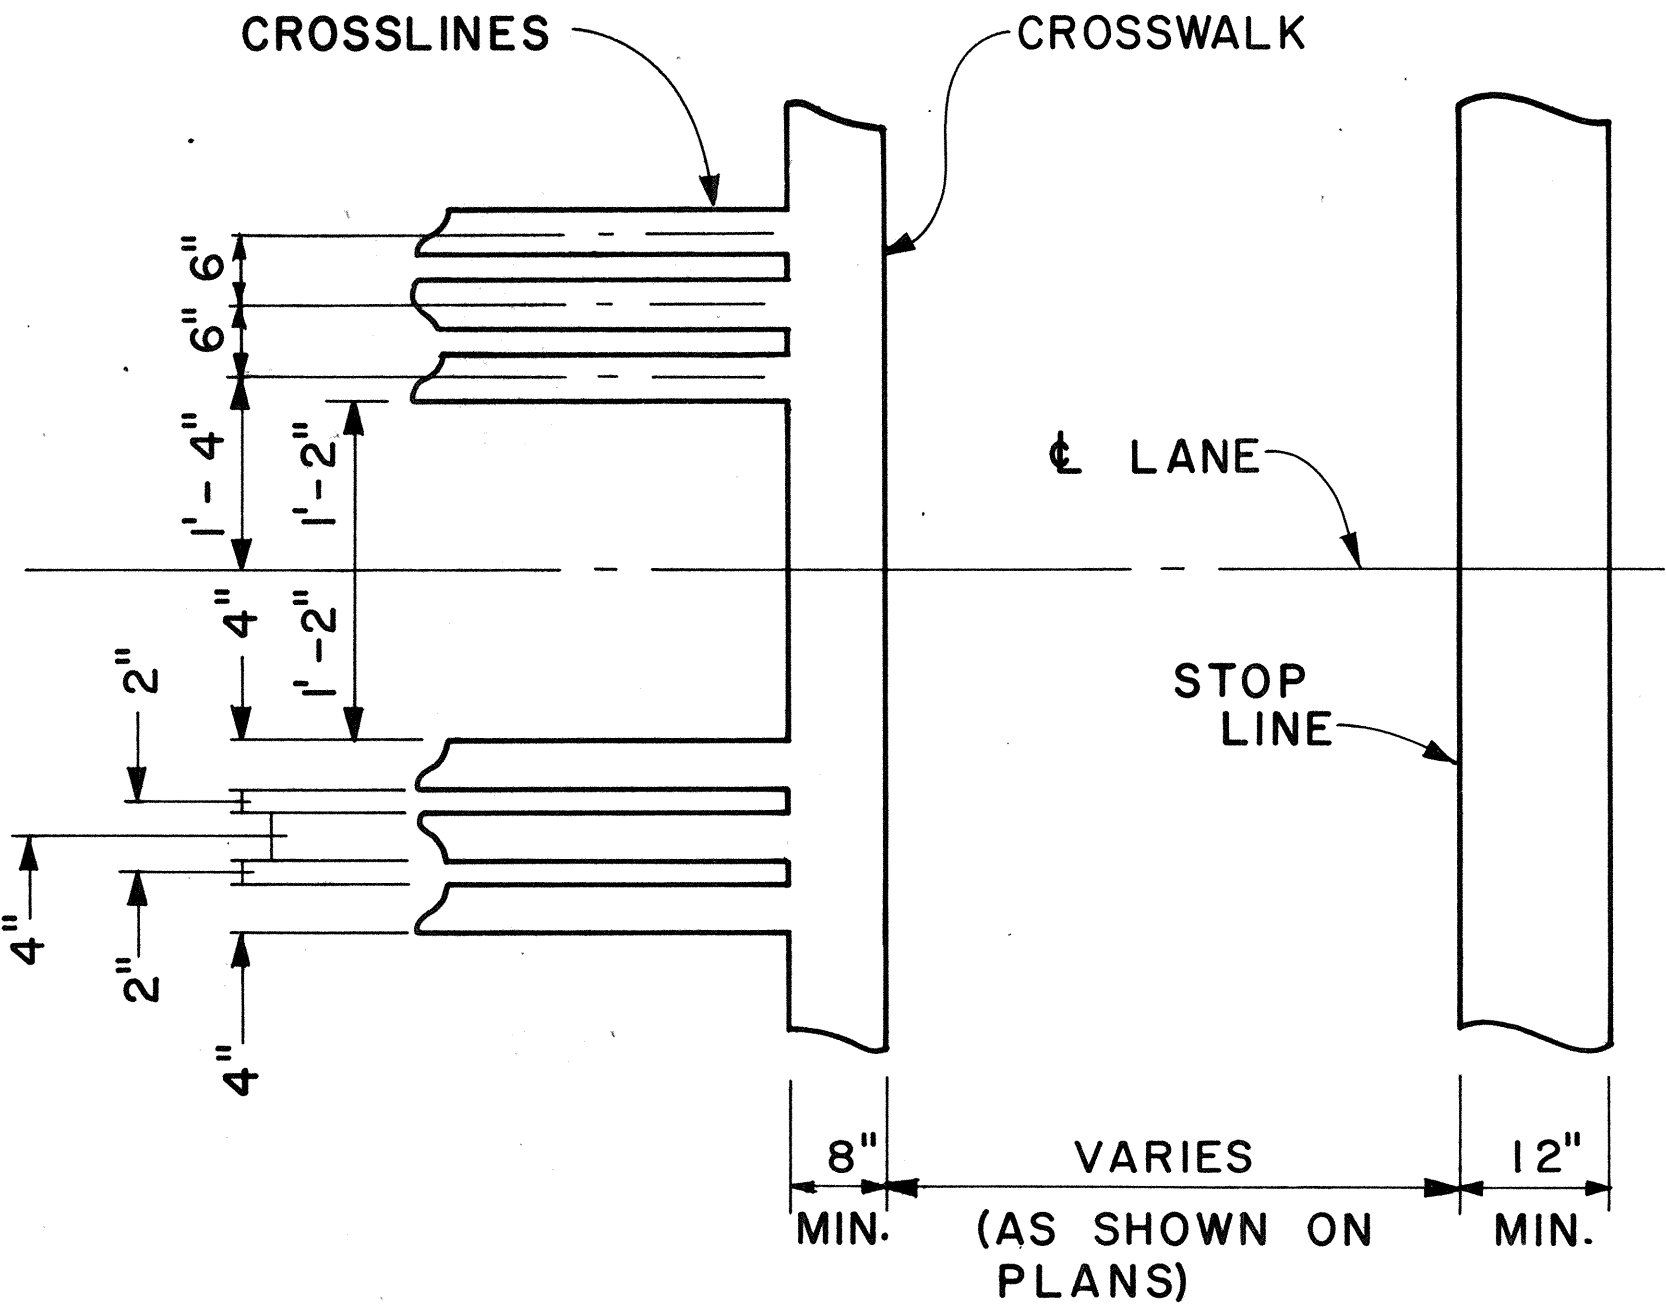 CROSSLINES
CROSSWALK
6"
6"
1'-4"
1'-2"
℄ LANE
4"
1'-2"
2"
STOP
LINE
4"
2"
4"
8"
MIN.
VARIES
(AS SHOWN ON
PLANS)
12"
MIN.